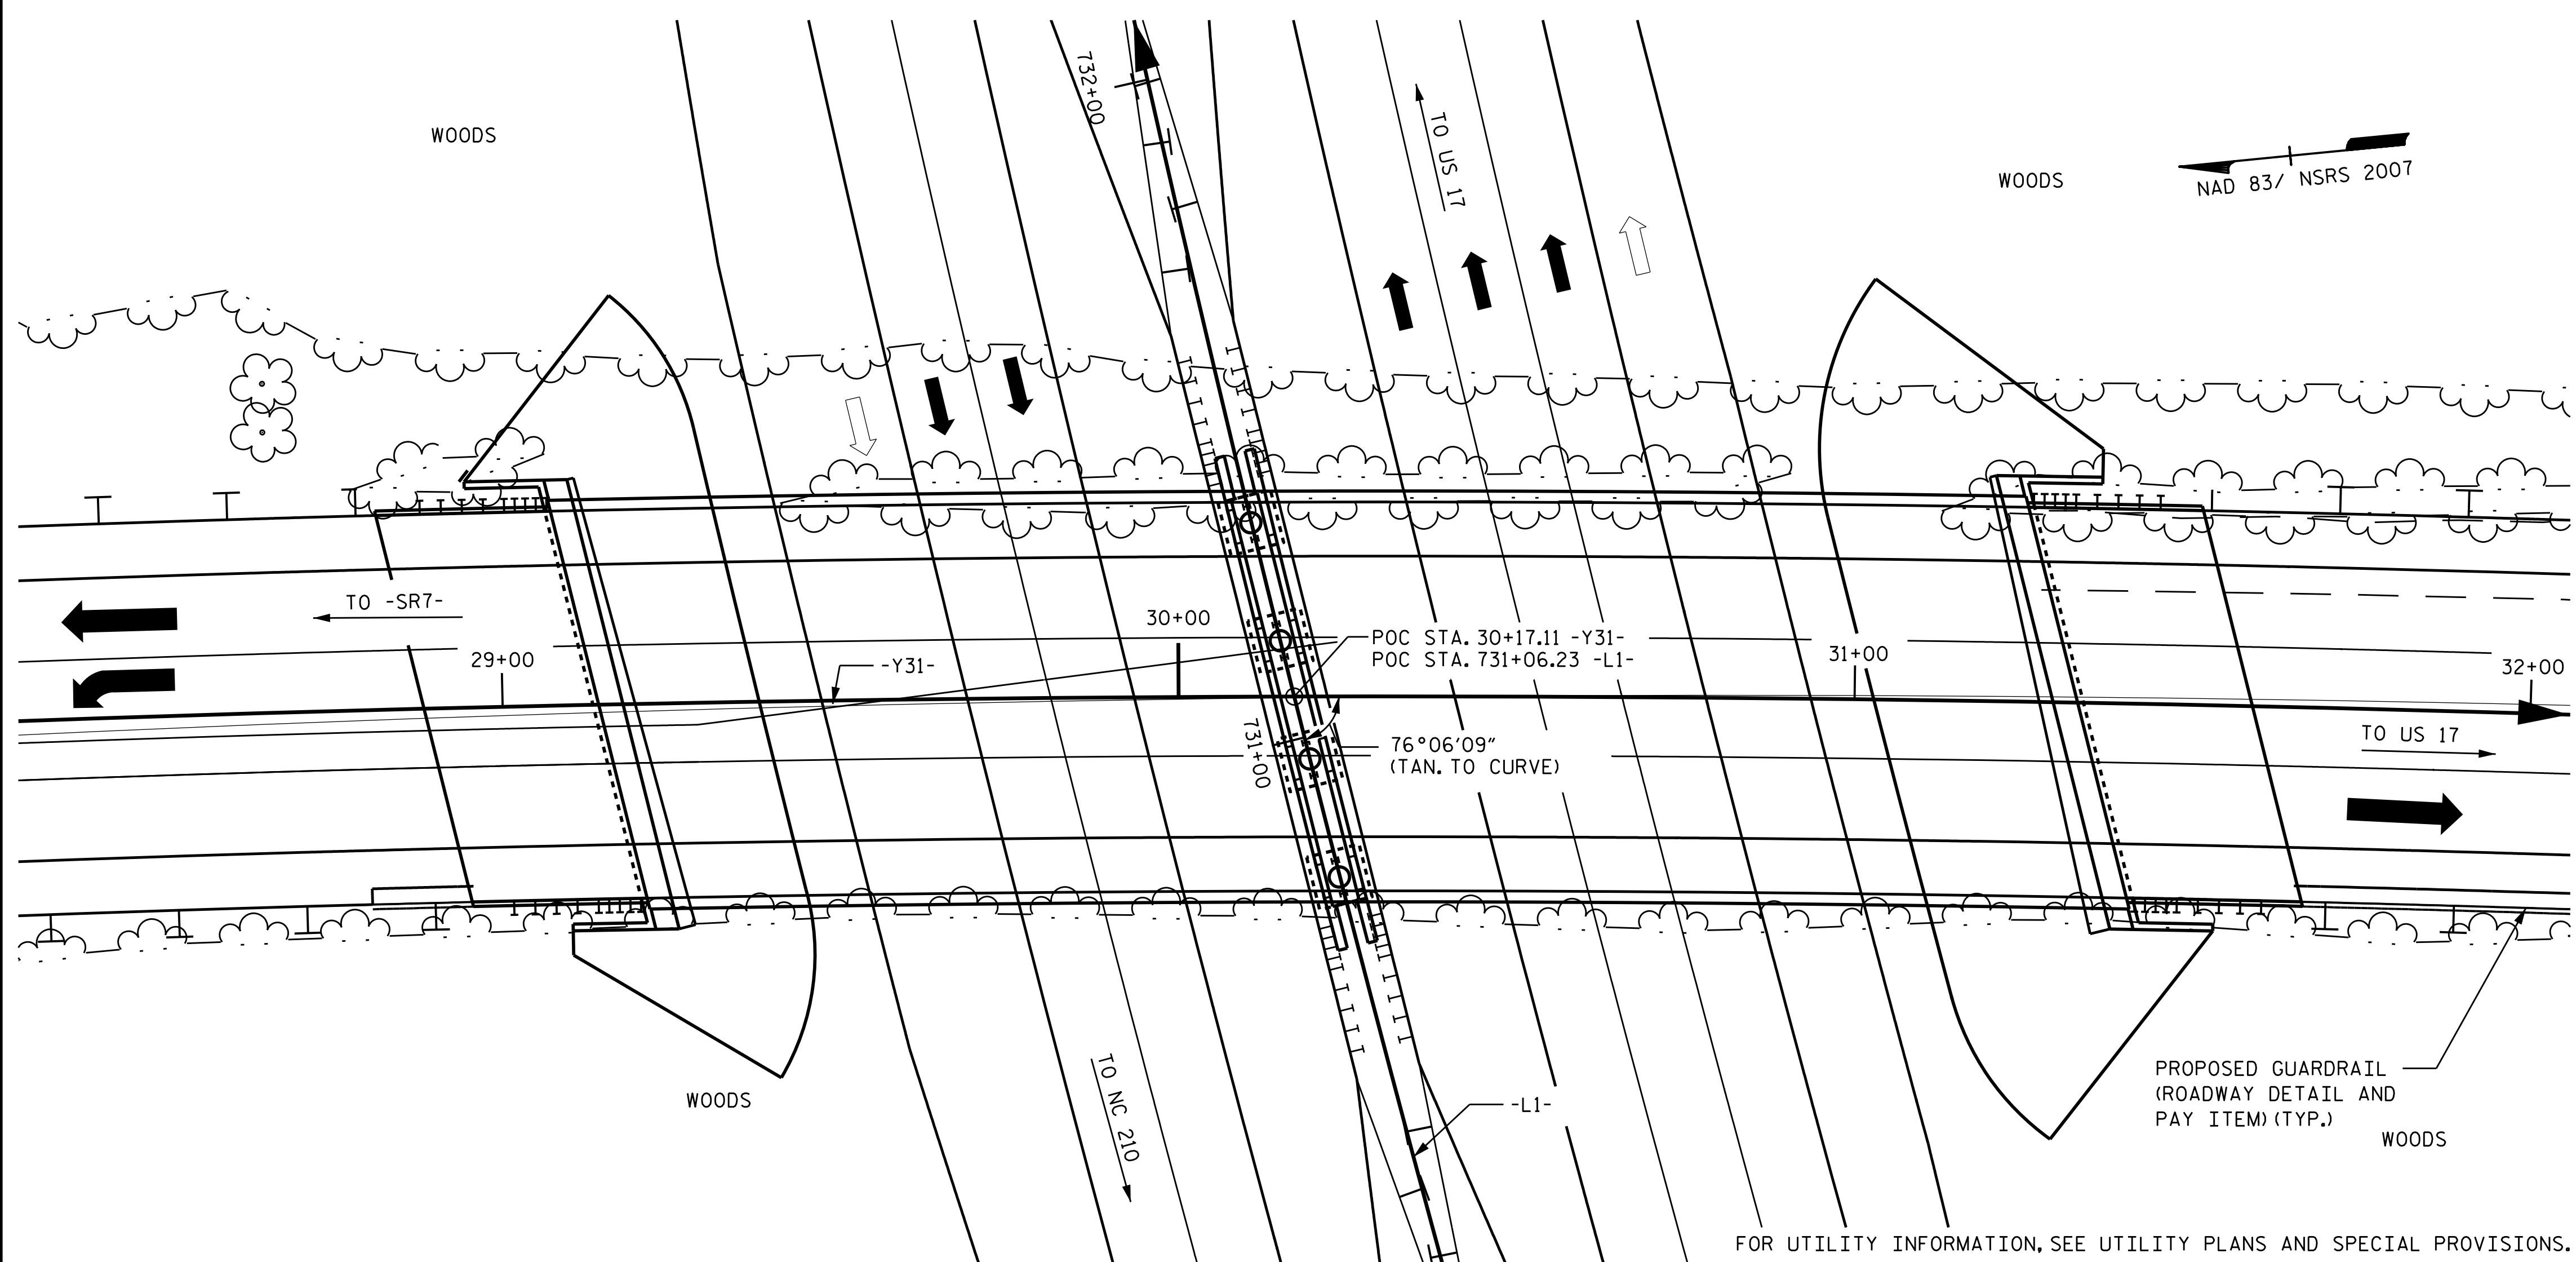 732+00
WOODS
TO US 17
WOODS
NAD 83/ NSRS 2007
TO -SR7-
29+00
30+00
-Y31-
POC STA. 30+17.11 -Y31-
POC STA. 731+06.23 -L1-
31+00
32+00
731+00
76°06'09"
(TAN. TO CURVE)
TO US 17
TO NC 210
WOODS
-L1-
PROPOSED GUARDRAIL
(ROADWAY DETAIL AND
PAY ITEM) (TYP.)
WOODS
FOR UTILITY INFORMATION, SEE UTILITY PLANS AND SPECIAL PROVISIONS.